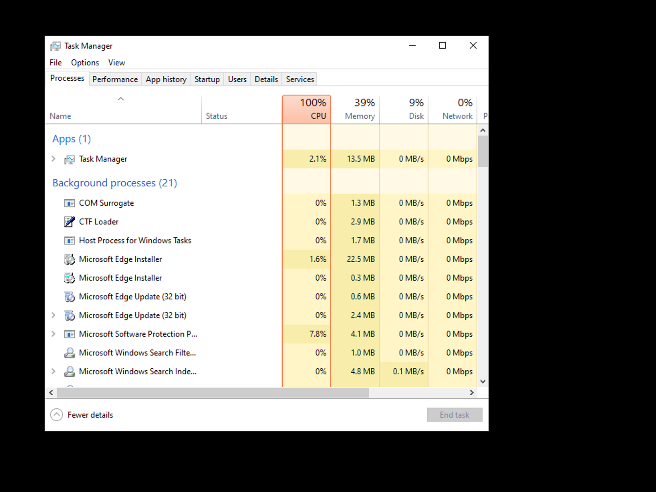 Task Manager
File Options View
Processes Performance App history Startup Users Details Services
100% 39% 9% 0%
Name Status CPU Memory Disk Network P
Apps (1)
Task Manager 2.1% 13.5 MB 0 MB/s 0 Mbps
Background processes (21)
COM Surrogate 0% 1.3 MB 0 MB/s 0 Mbps
CTF Loader 0% 2.9 MB 0 MB/s 0 Mbps
Host Process for Windows Tasks 0% 1.7 MB 0 MB/s 0 Mbps
Microsoft Edge Installer 1.6% 22.5 MB 0 MB/s 0 Mbps
Microsoft Edge Installer 0% 0.3 MB 0 MB/s 0 Mbps
Microsoft Edge Update (32 bit) 0% 0.6 MB 0 MB/s 0 Mbps
Microsoft Edge Update (32 bit) 0% 2.4 MB 0 MB/s 0 Mbps
Microsoft Software Protection P... 7.8% 4.1 MB 0 MB/s 0 Mbps
Microsoft Windows Search Filte... 0% 1.0 MB 0 MB/s 0 Mbps
Microsoft Windows Search Inde... 0% 4.8 MB 0.1 MB/s 0 Mbps
Fewer details End task